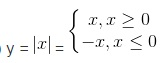 y = |x| = { x, x ≥ 0
−x, x ≤ 0